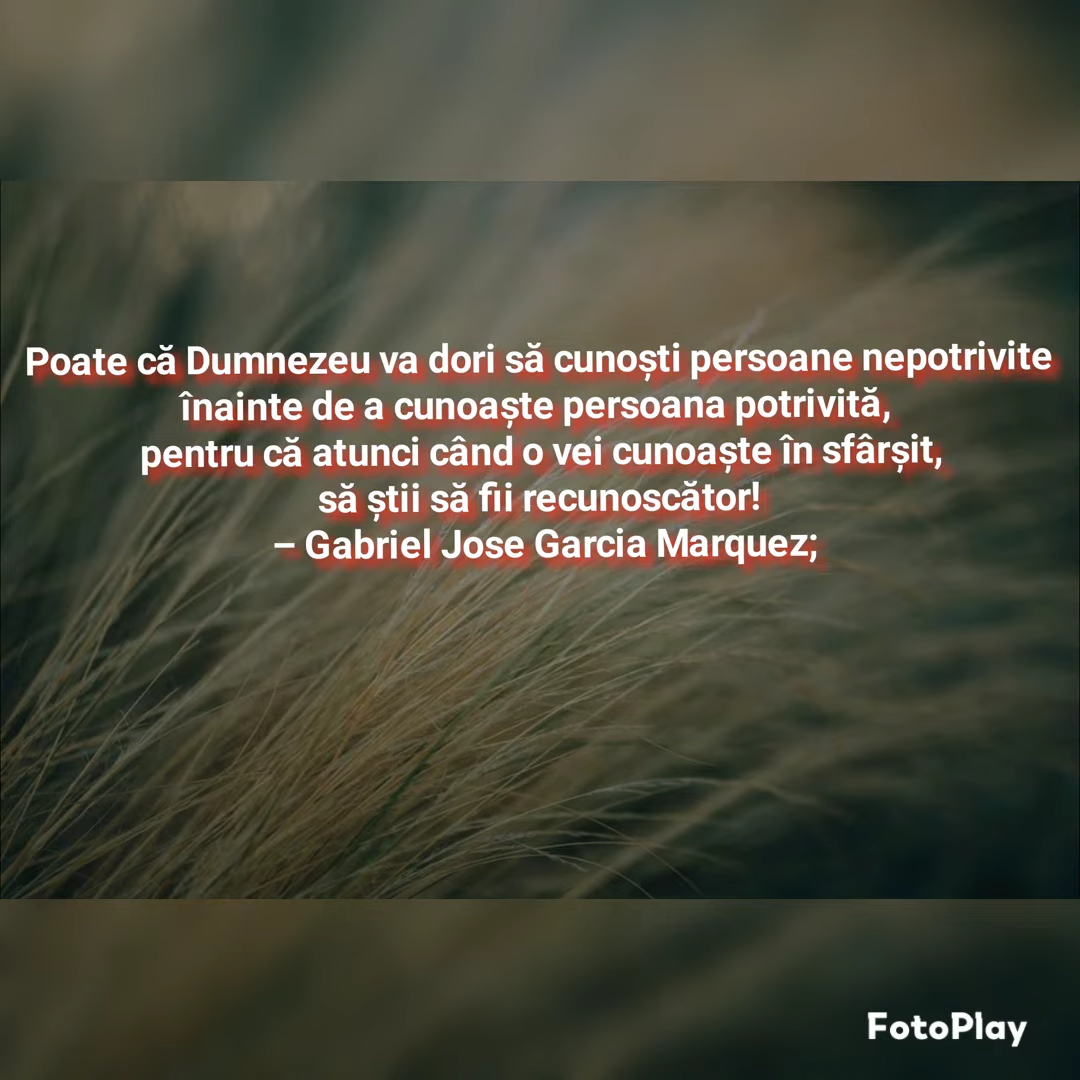 Poate că Dumnezeu va dori să cunoști persoane nepotrivite
înainte de a cunoaște persoana potrivită,
pentru că atunci când o vei cunoaște în sfârșit,
să știi să fii recunoscător!
– Gabriel Jose Garcia Marquez;
FotoPlay